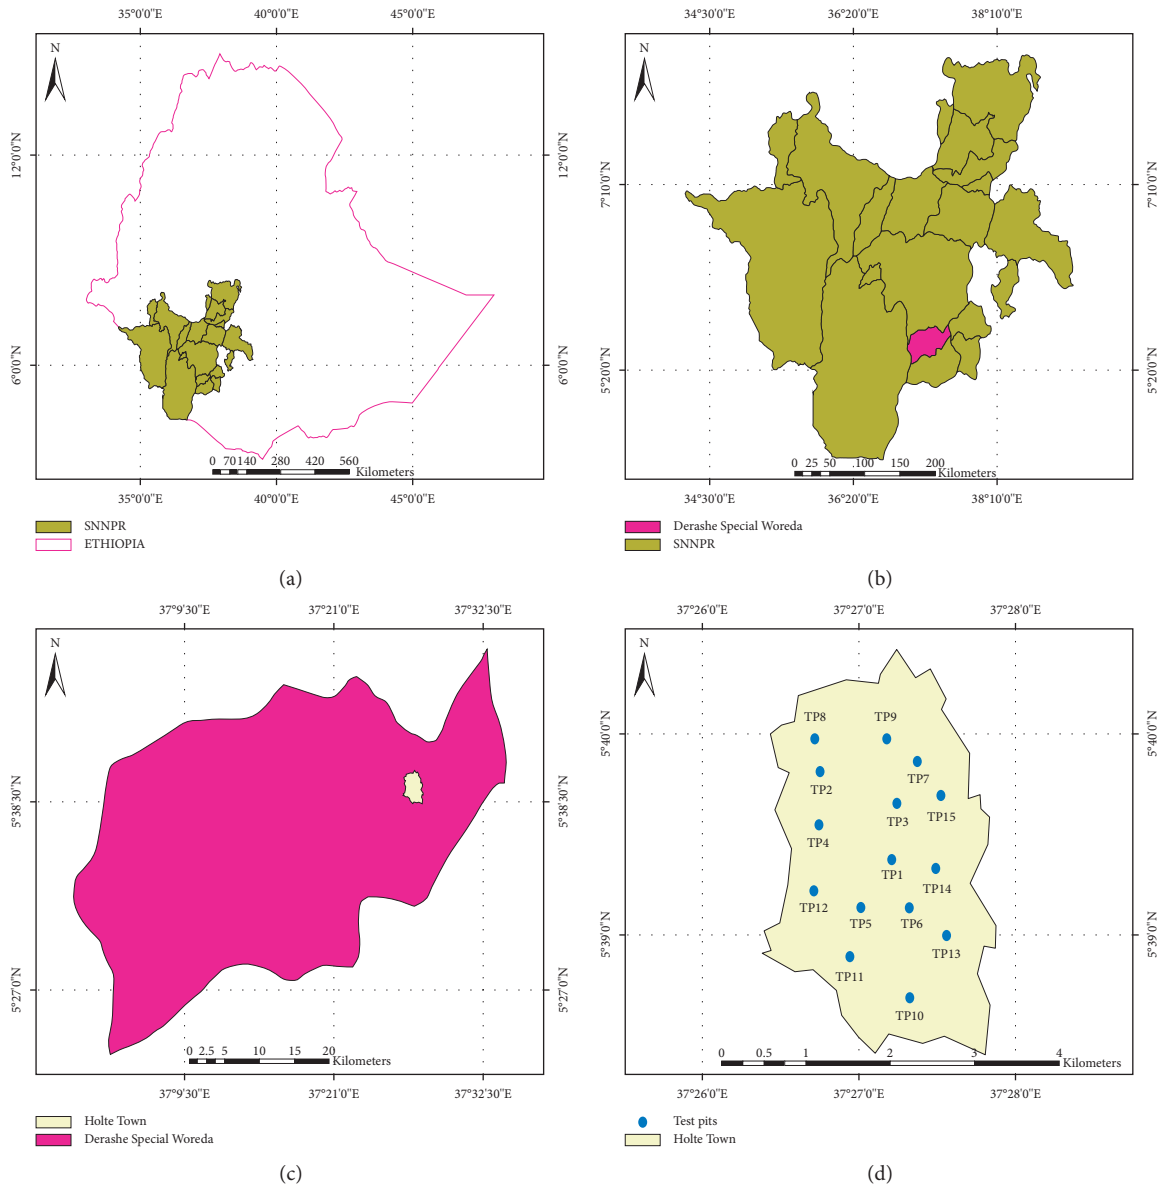 35°0'0"E 40°0'0"E 45°0'0"E
N
12°0'0"N 12°0'0"N
6°0'0"N 6°0'0"N
0 70 140 280 420 560
Kilometers
35°0'0"E 40°0'0"E 45°0'0"E
SNNPR
ETHIOPIA
(a)
34°30'0"E 36°20'0"E 38°10'0"E
N
7°10'0"N 7°10'0"N
5°20'0"N 5°20'0"N
0 25 50 100 150 200
Kilometers
34°30'0"E 36°20'0"E 38°10'0"E
Derashe Special Woreda
SNNPR
(b)
37°9'30"E 37°21'0"E 37°32'30"E
N
5°38'30"N 5°38'30"N
5°27'0"N 5°27'0"N
0 2.5 5 10 15 20
Kilometers
37°9'30"E 37°21'0"E 37°32'30"E
Holte Town
Derashe Special Woreda
(c)
37°26'0"E 37°27'0"E 37°28'0"E
N
5°40'0"N 5°40'0"N
TP8 TP9
TP7
TP2
TP15
TP3
TP4
TP1
TP14
TP12
TP5 TP6
5°39'0"N 5°39'0"N
TP13
TP11
TP10
0 0.5 1 2 3 4
Kilometers
37°26'0"E 37°27'0"E 37°28'0"E
Test pits
Holte Town
(d)